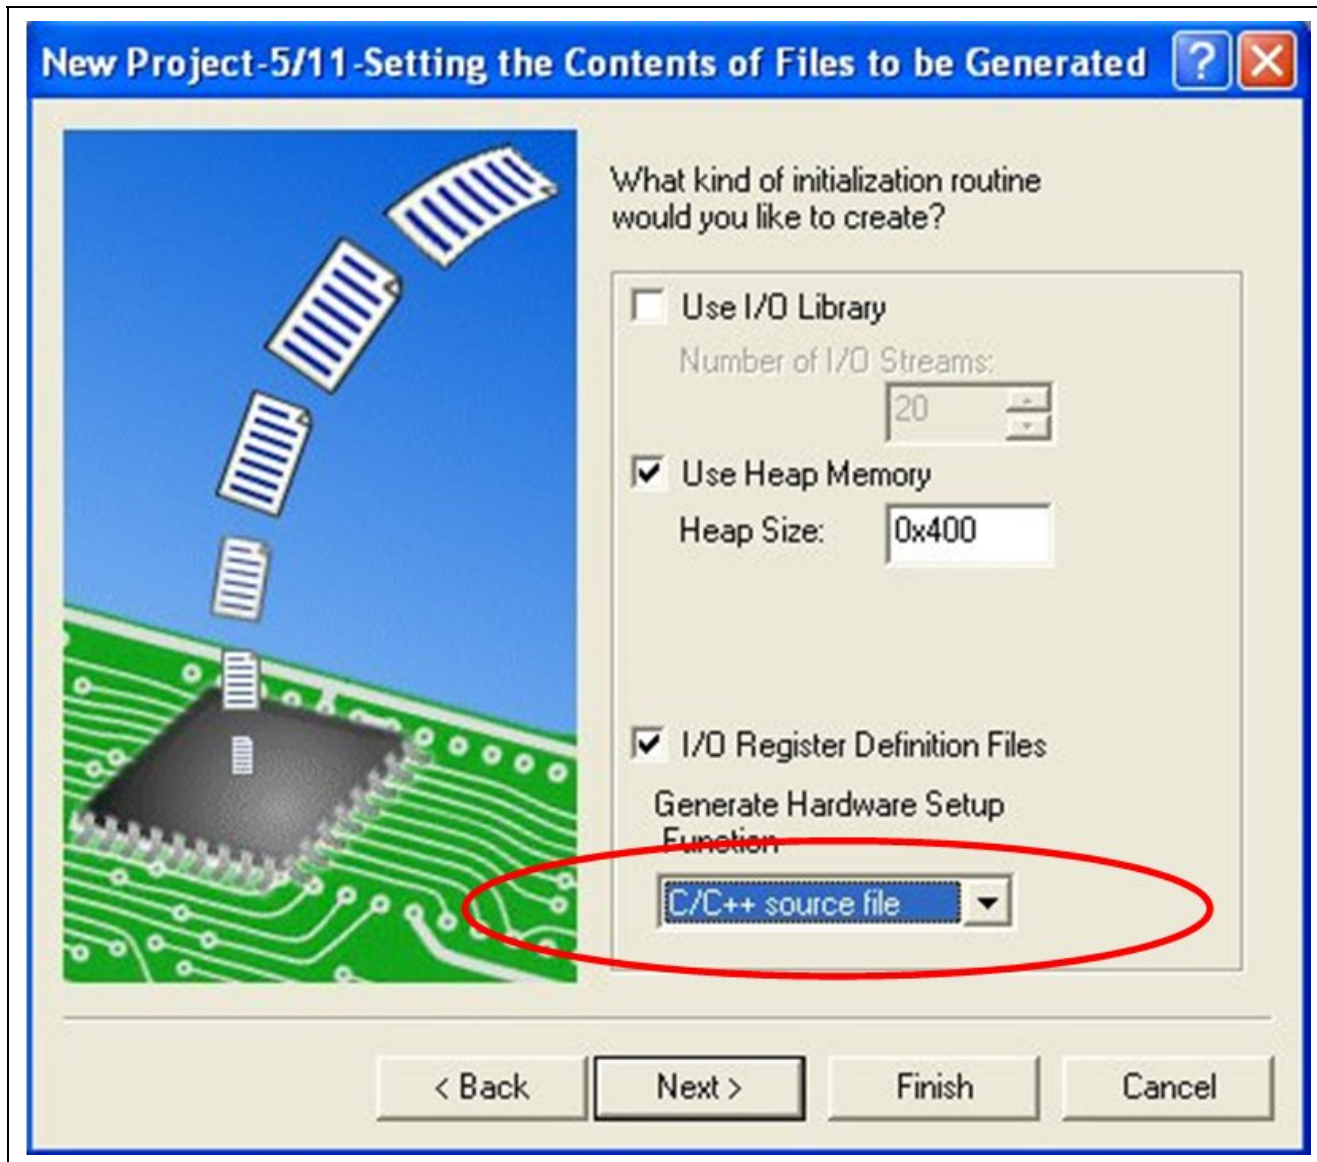 New Project-5/11-Setting the Contents of Files to be Generated
What kind of initialization routine
would you like to create?
Use I/O Library
Number of I/O Streams:
20
Use Heap Memory
Heap Size: 0x400
I/O Register Definition Files
Generate Hardware Setup
Function
C/C++ source file
< Back Next > Finish Cancel